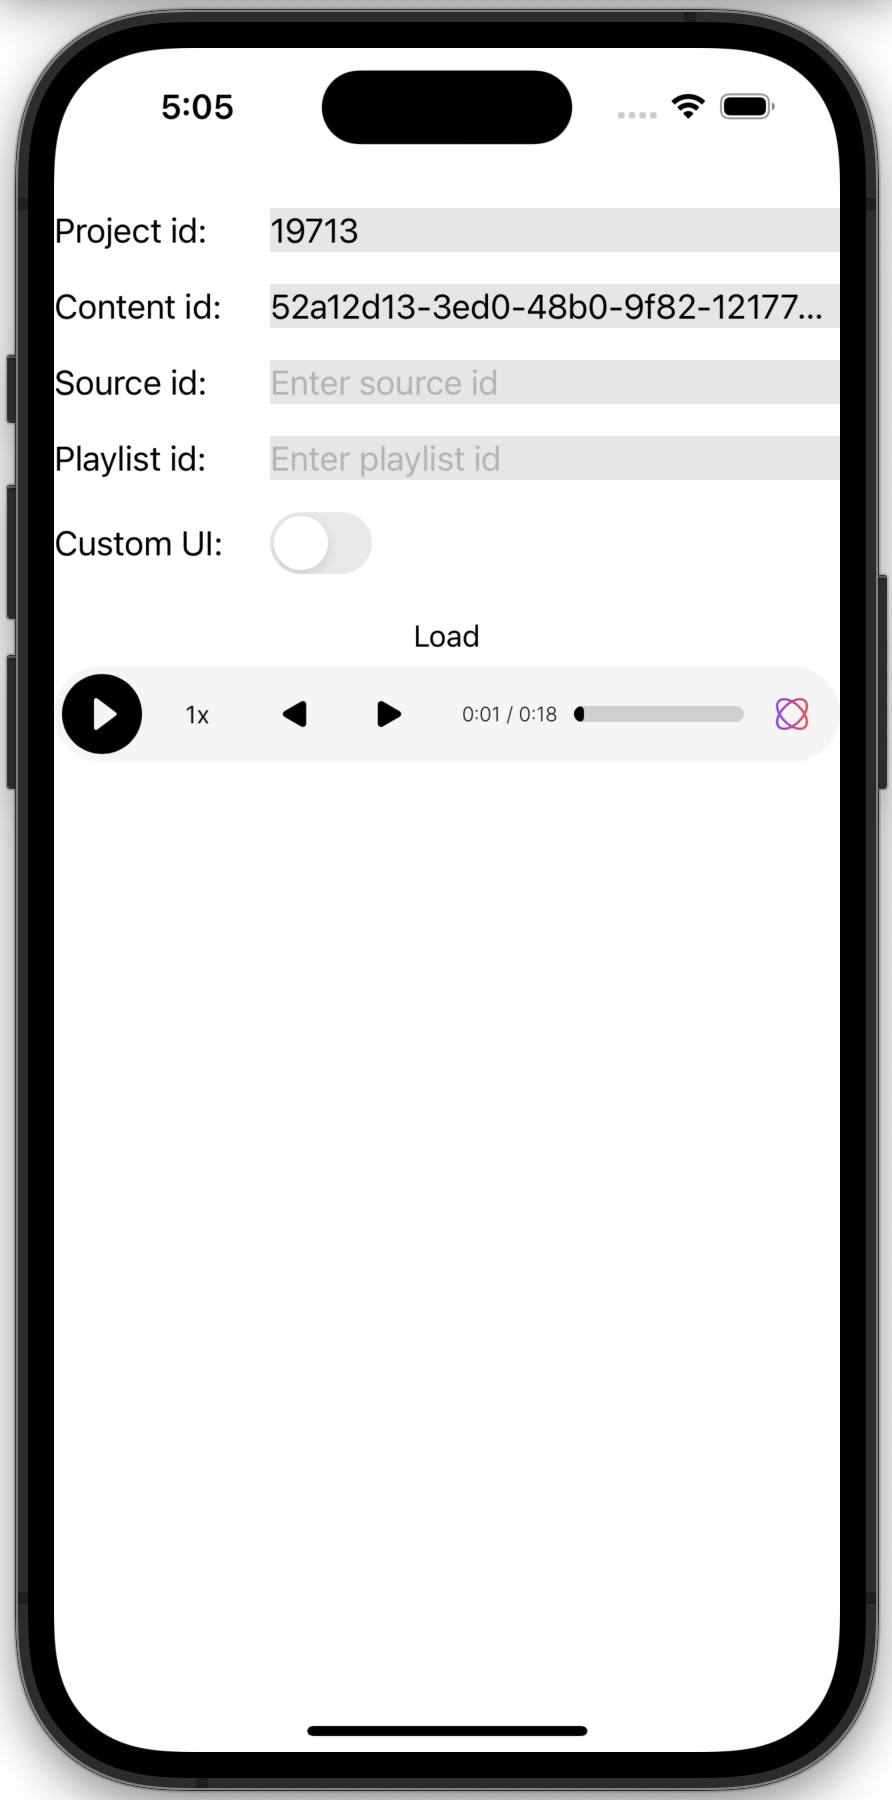 5:05
Project id: 19713
Content id: 52a12d13-3ed0-48b0-9f82-12177...
Source id: Enter source id
Playlist id: Enter playlist id
Custom UI:
Load
1x 0:01 / 0:18